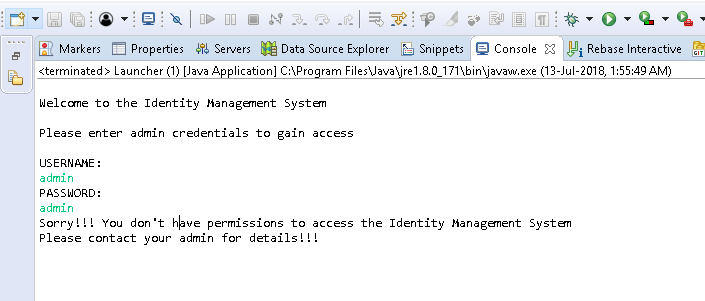 Markers Properties Servers Data Source Explorer Snippets Console Rebase Interactive
<terminated> Launcher (1) [Java Application] C:\Program Files\Java\jre1.8.0_171\bin\javaw.exe (13-Jul-2018, 1:55:49 AM)
Welcome to the Identity Management System
Please enter admin credentials to gain access
USERNAME:
admin
PASSWORD:
admin
Sorry!!! You don't have permissions to access the Identity Management System
Please contact your admin for details!!!